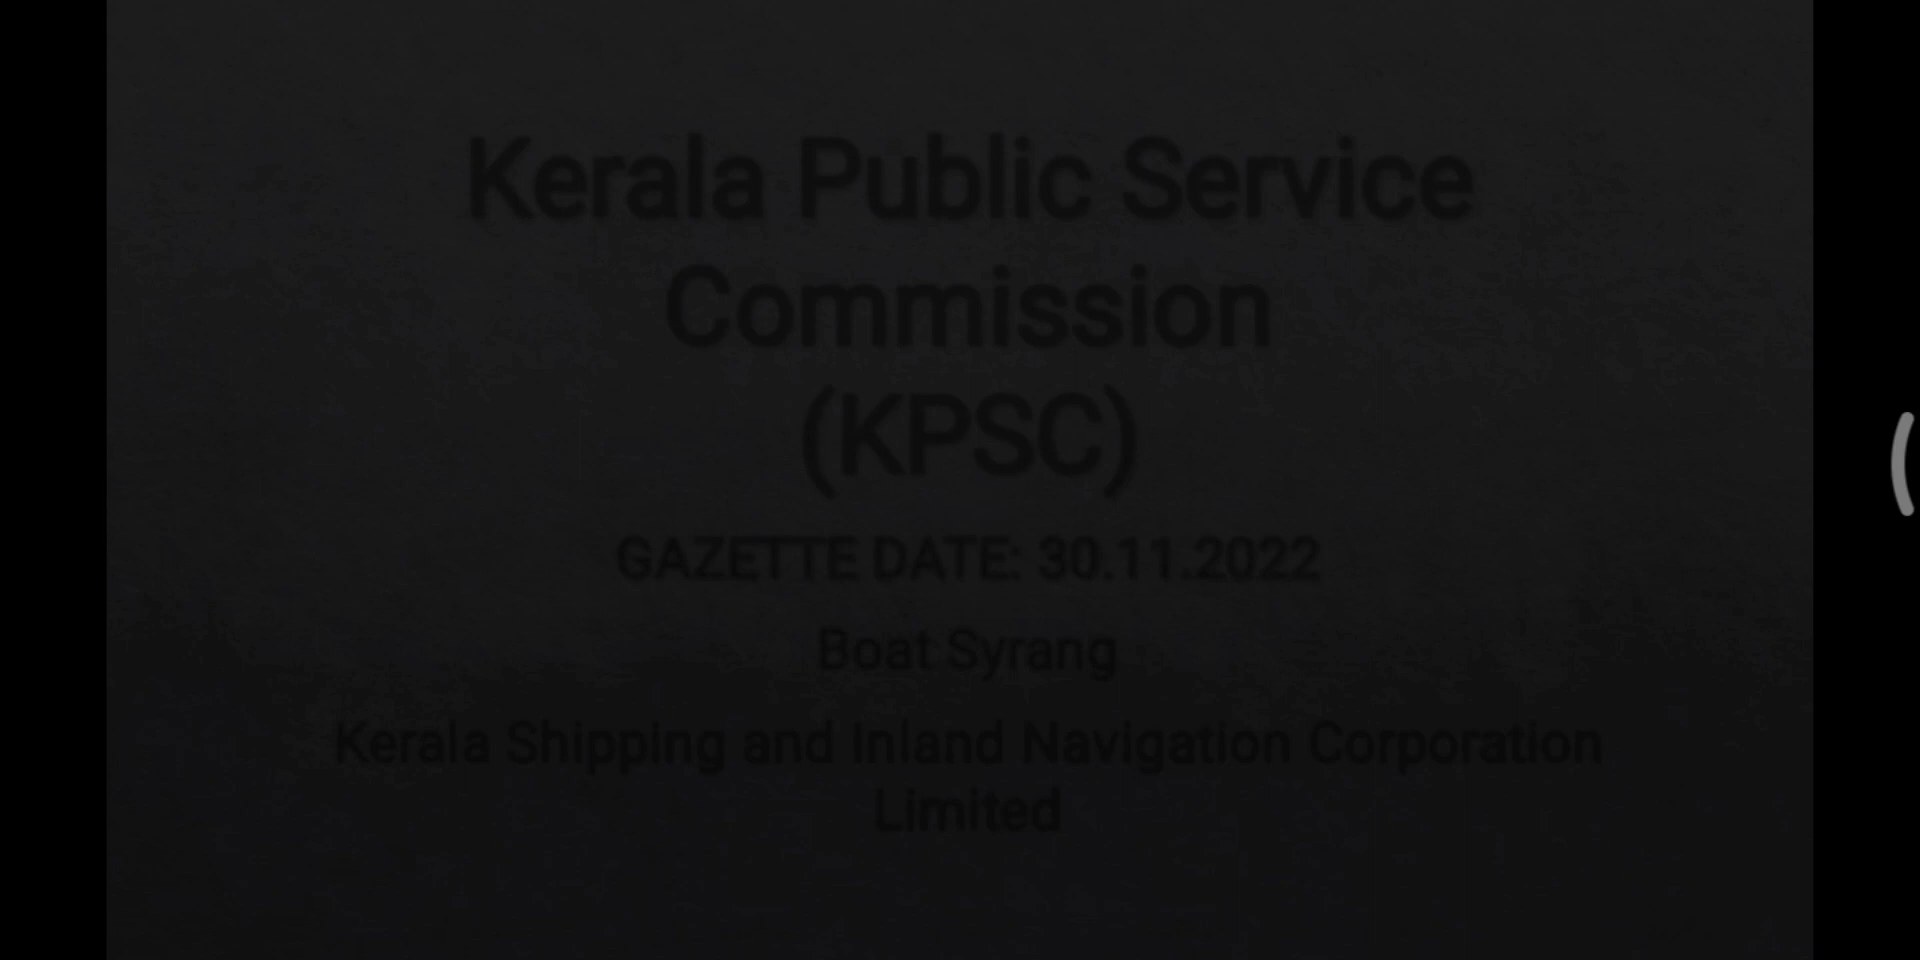 Kerala Public Service
Commission
(KPSC)
GAZETTE DATE: 30.11.2022
Boat Syrang
Kerala Shipping and Inland Navigation Corporation
Limited